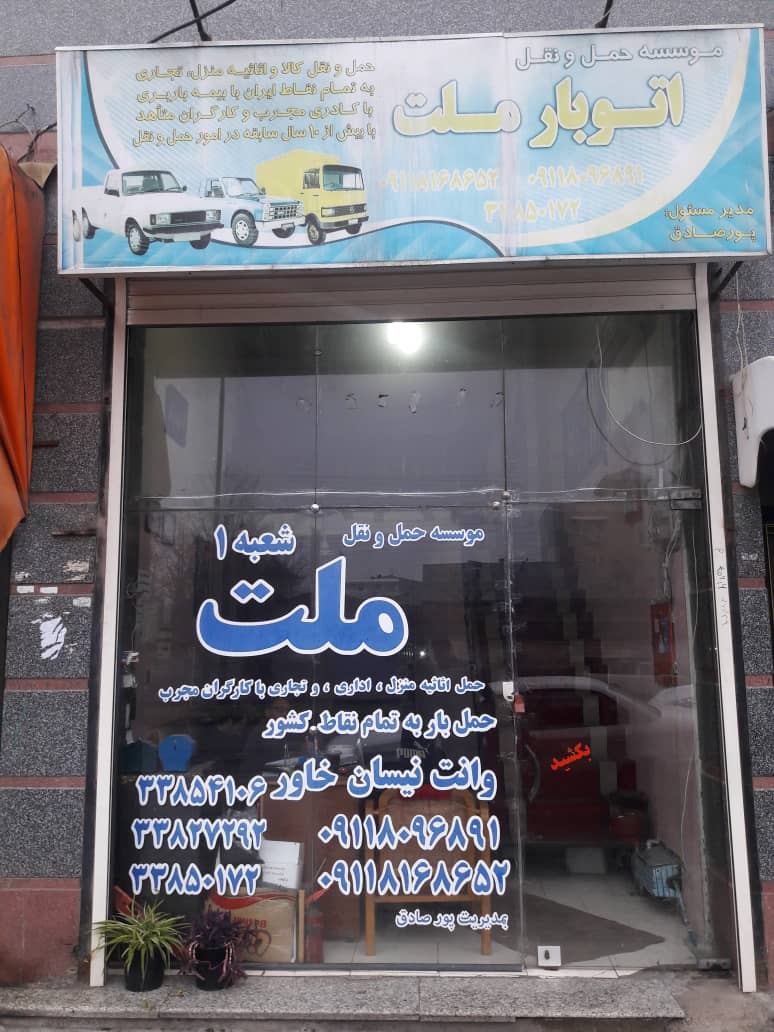 موسسه حمل و نقل
اتوبار ملت
۰۹۱۱۸۰۹۶۸۹۱ ۰۹۱۱۸۱۶۸۶۵۲
۳۳۸۵۰۱۷۲
مدیر مسئول:
پورصادق
حمل و نقل کالا و اثاثیه منزل، تجاری
به تمام نقاط ایران با بیمه باربری
با کادری مجرب و کارگران متاهد
با بیش از ۱۰ سال سابقه در امور حمل و نقل
موسسه حمل و نقل شعبه ۱
ملت
حمل اثاثیه منزل ، اداری ، و تجاری با کارگران مجرب
حمل بار به تمام نقاط کشور
وانت نیسان خاور ۳۳۸۵۴۱۰۶
۰۹۱۱۸۰۹۶۸۹۱ ۳۳۸۲۷۲۹۲
۰۹۱۱۸۱۶۸۶۵۲ ۳۳۸۵۰۱۷۲
بمدیریت پور صادق
بکشید